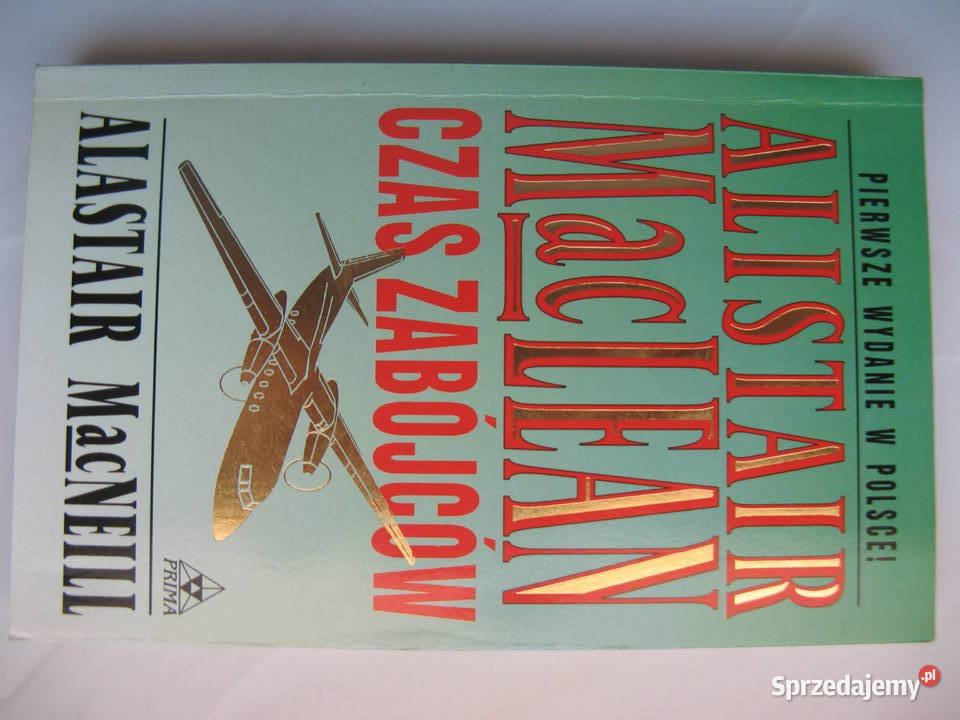 PIERWSZE WYDANIE W POLSCE!
ALISTAIR
MacLEAN
CZAS ZABÓJCÓW
PRIMA
ALASTAIR MacNEILL
Sprzedajemy.pl